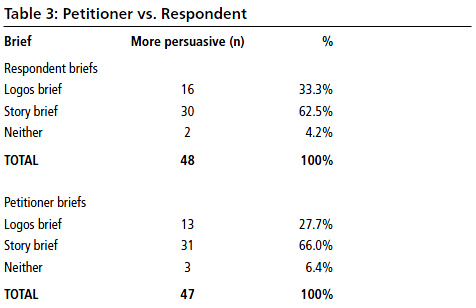 Table 3: Petitioner vs. Respondent
Brief More persuasive (n) %
Respondent briefs
Logos brief 16 33.3%
Story brief 30 62.5%
Neither 2 4.2%
TOTAL 48 100%
Petitioner briefs
Logos brief 13 27.7%
Story brief 31 66.0%
Neither 3 6.4%
TOTAL 47 100%